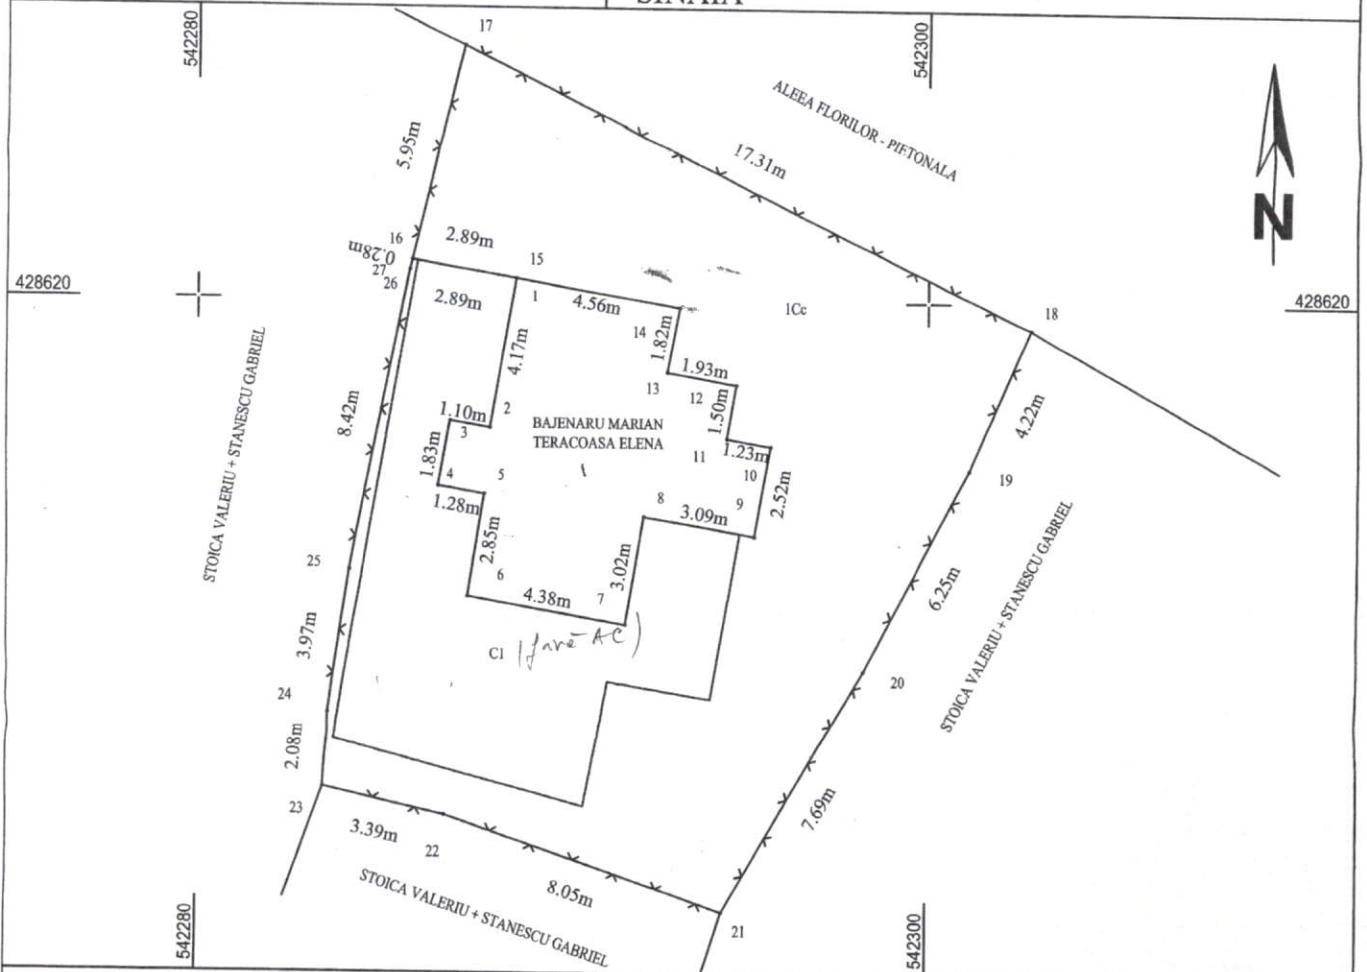 SINAIA
542280
17
542300
ALEEA FLORILOR - PIETONALA
5.95m
17.31m
N
16
2.89m
0.28m
15
27
26
428620
2.89m
1
4.56m
1Cc
428620
14
18
1.82m
4.17m
13
1.93m
12
STOICA VALERIU + STANESCU GABRIEL
8.42m
1.10m
2
3
BAJENARU MARIAN
TERACOASA ELENA
1.50m
4.22m
1.83m
4
5
11
1.23m
10
1.28m
8
9
2.52m
19
3.09m
2.85m
25
6
3.02m
4.38m
7
6.25m
STOICA VALERIU + STANESCU GABRIEL
3.97m
C1 (fară AC)
24
20
2.08m
23
3.39m
22
7.69m
STOICA VALERIU + STANESCU GABRIEL
8.05m
21
542280
542300